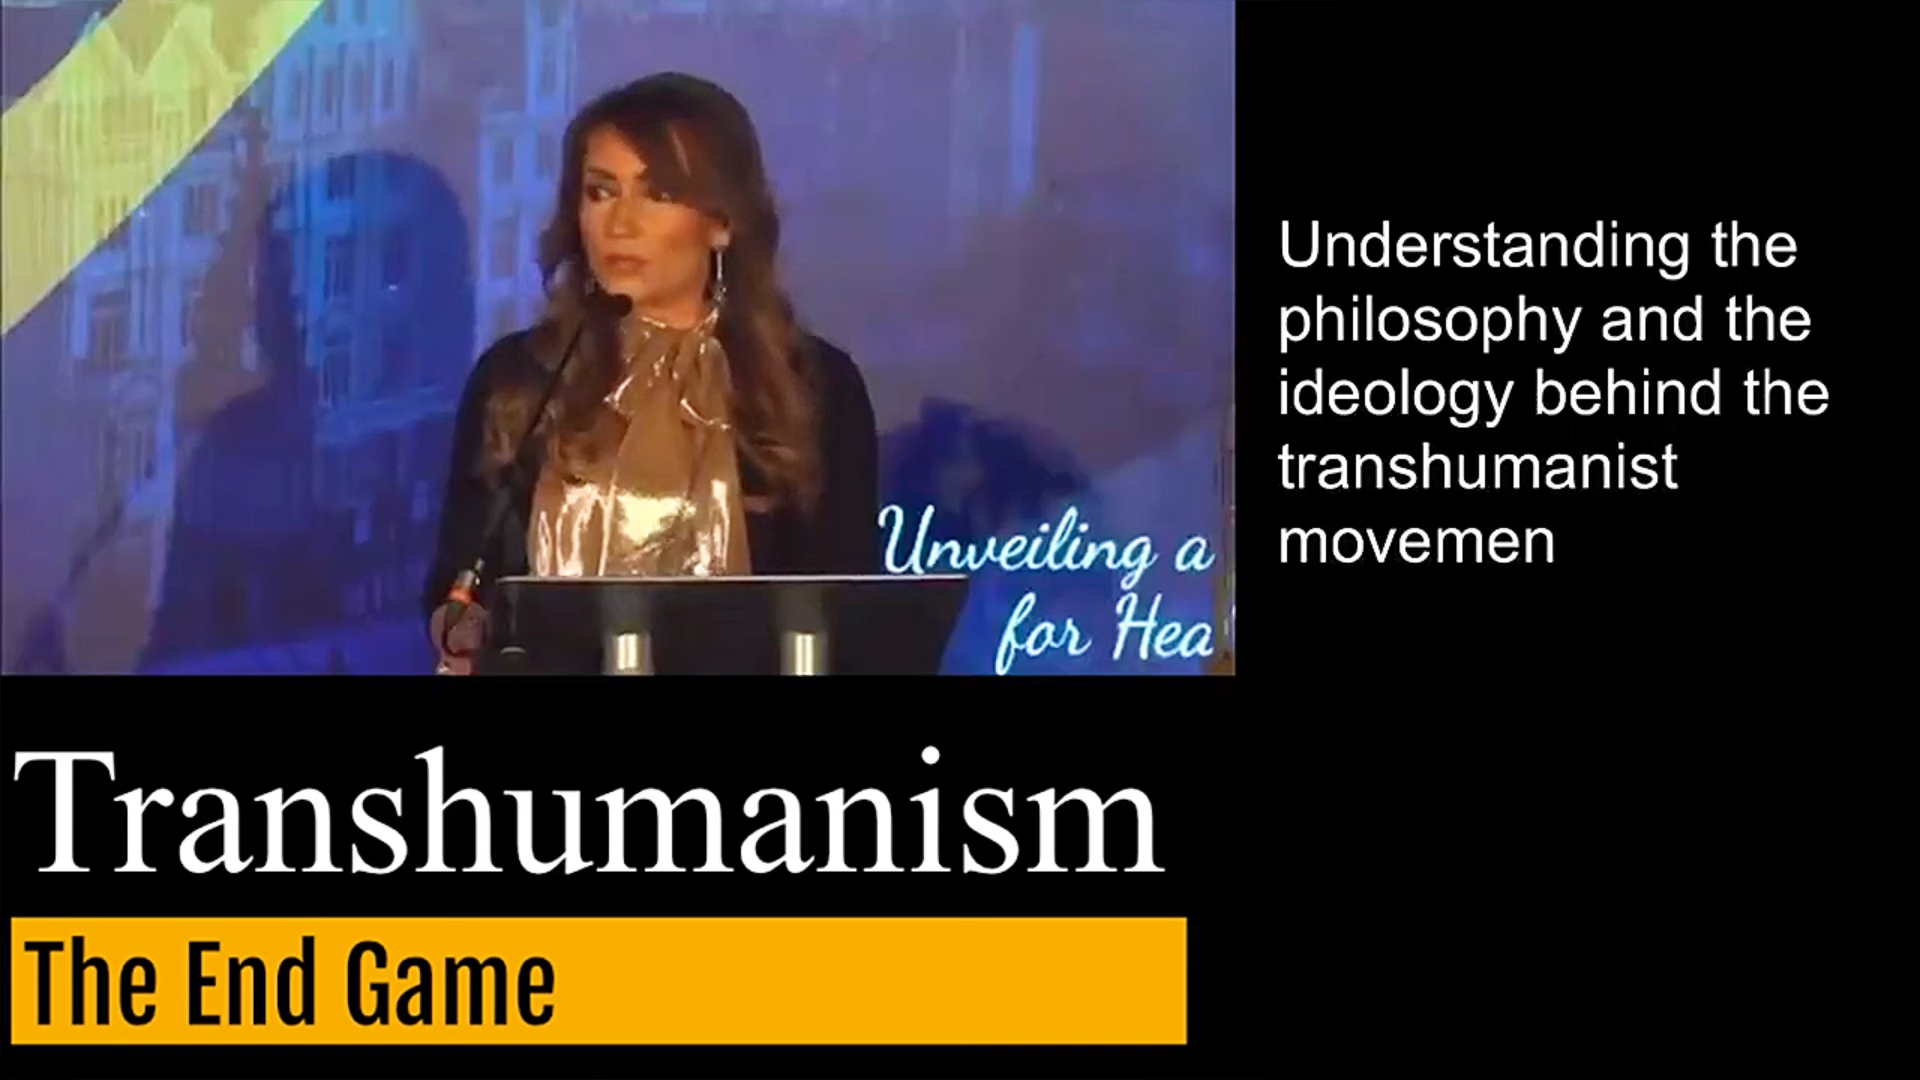 Unveiling a
for Hea
Understanding the
philosophy and the
ideology behind the
transhumanist
movemen
Transhumanism
The End Game